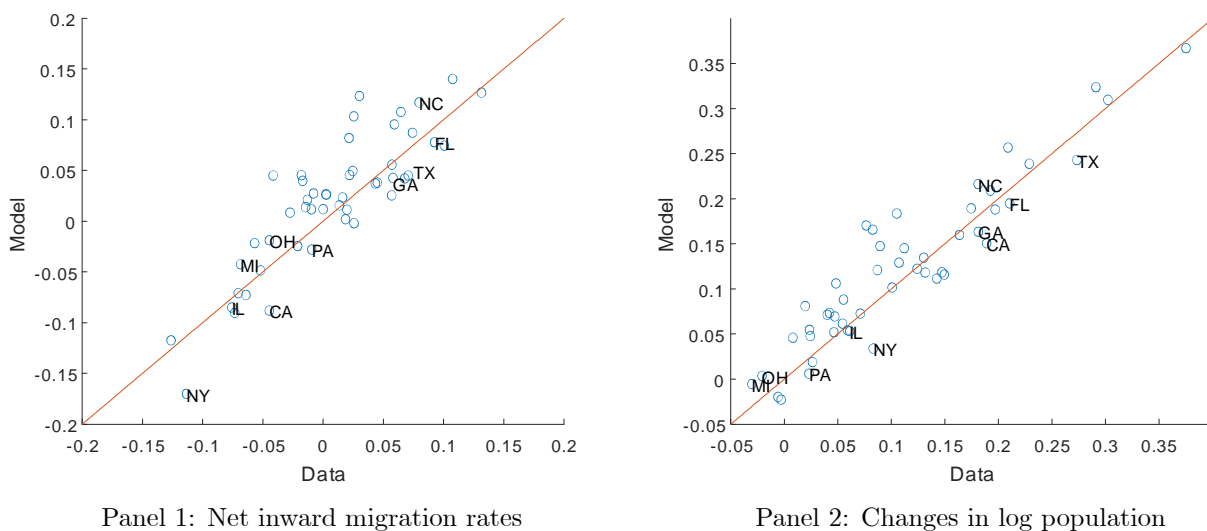 0.2
0.15
0.1
0.05
0
-0.05
-0.1
-0.15
-0.2
Model
NC
FL
TX
GA
OH
PA
MI
IL
CA
NY
-0.2 -0.15 -0.1 -0.05 0 0.05 0.1 0.15 0.2
Data
Panel 1: Net inward migration rates
0.35
0.3
0.25
0.2
0.15
0.1
0.05
0
-0.05
Model
TX
NC
FL
GA
CA
IL
NY
PA
OH
MI
-0.05 0 0.05 0.1 0.15 0.2 0.25 0.3 0.35
Data
Panel 2: Changes in log population